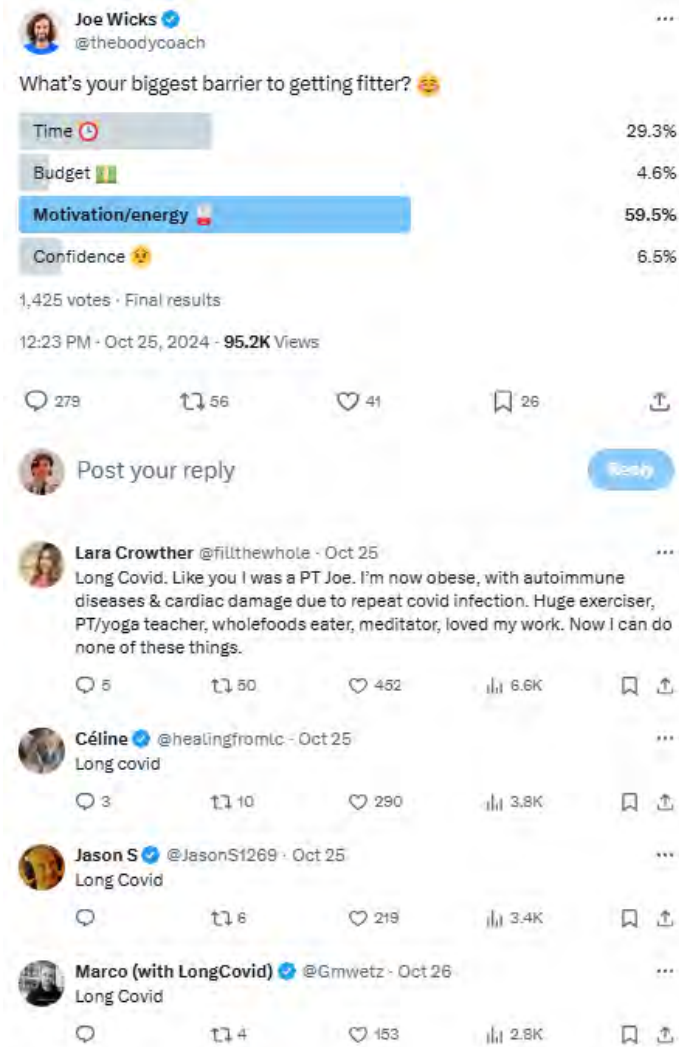 Joe Wicks
@thebodycoach
What's your biggest barrier to getting fitter? 😊
Time 🕒 29.3%
Budget 💵 4.6%
Motivation/energy 🪫 59.5%
Confidence 😟 6.5%
1,425 votes · Final results
12:23 PM · Oct 25, 2024 · 95.2K Views
279 56 41 26
Post your reply
Reply
Lara Crowther @fillthewhole · Oct 25
Long Covid. Like you I was a PT Joe. I'm now obese, with autoimmune
diseases & cardiac damage due to repeat covid infection. Huge exerciser,
PT/yoga teacher, wholefoods eater, meditator, loved my work. Now I can do
none of these things.
5 50 452 6.6K
Céline @healingfromlc · Oct 25
Long covid
3 10 290 3.8K
Jason S @JasonS1269 · Oct 25
Long Covid
6 219 3.4K
Marco (with LongCovid) @Gmwetz · Oct 26
Long Covid
4 153 2.8K